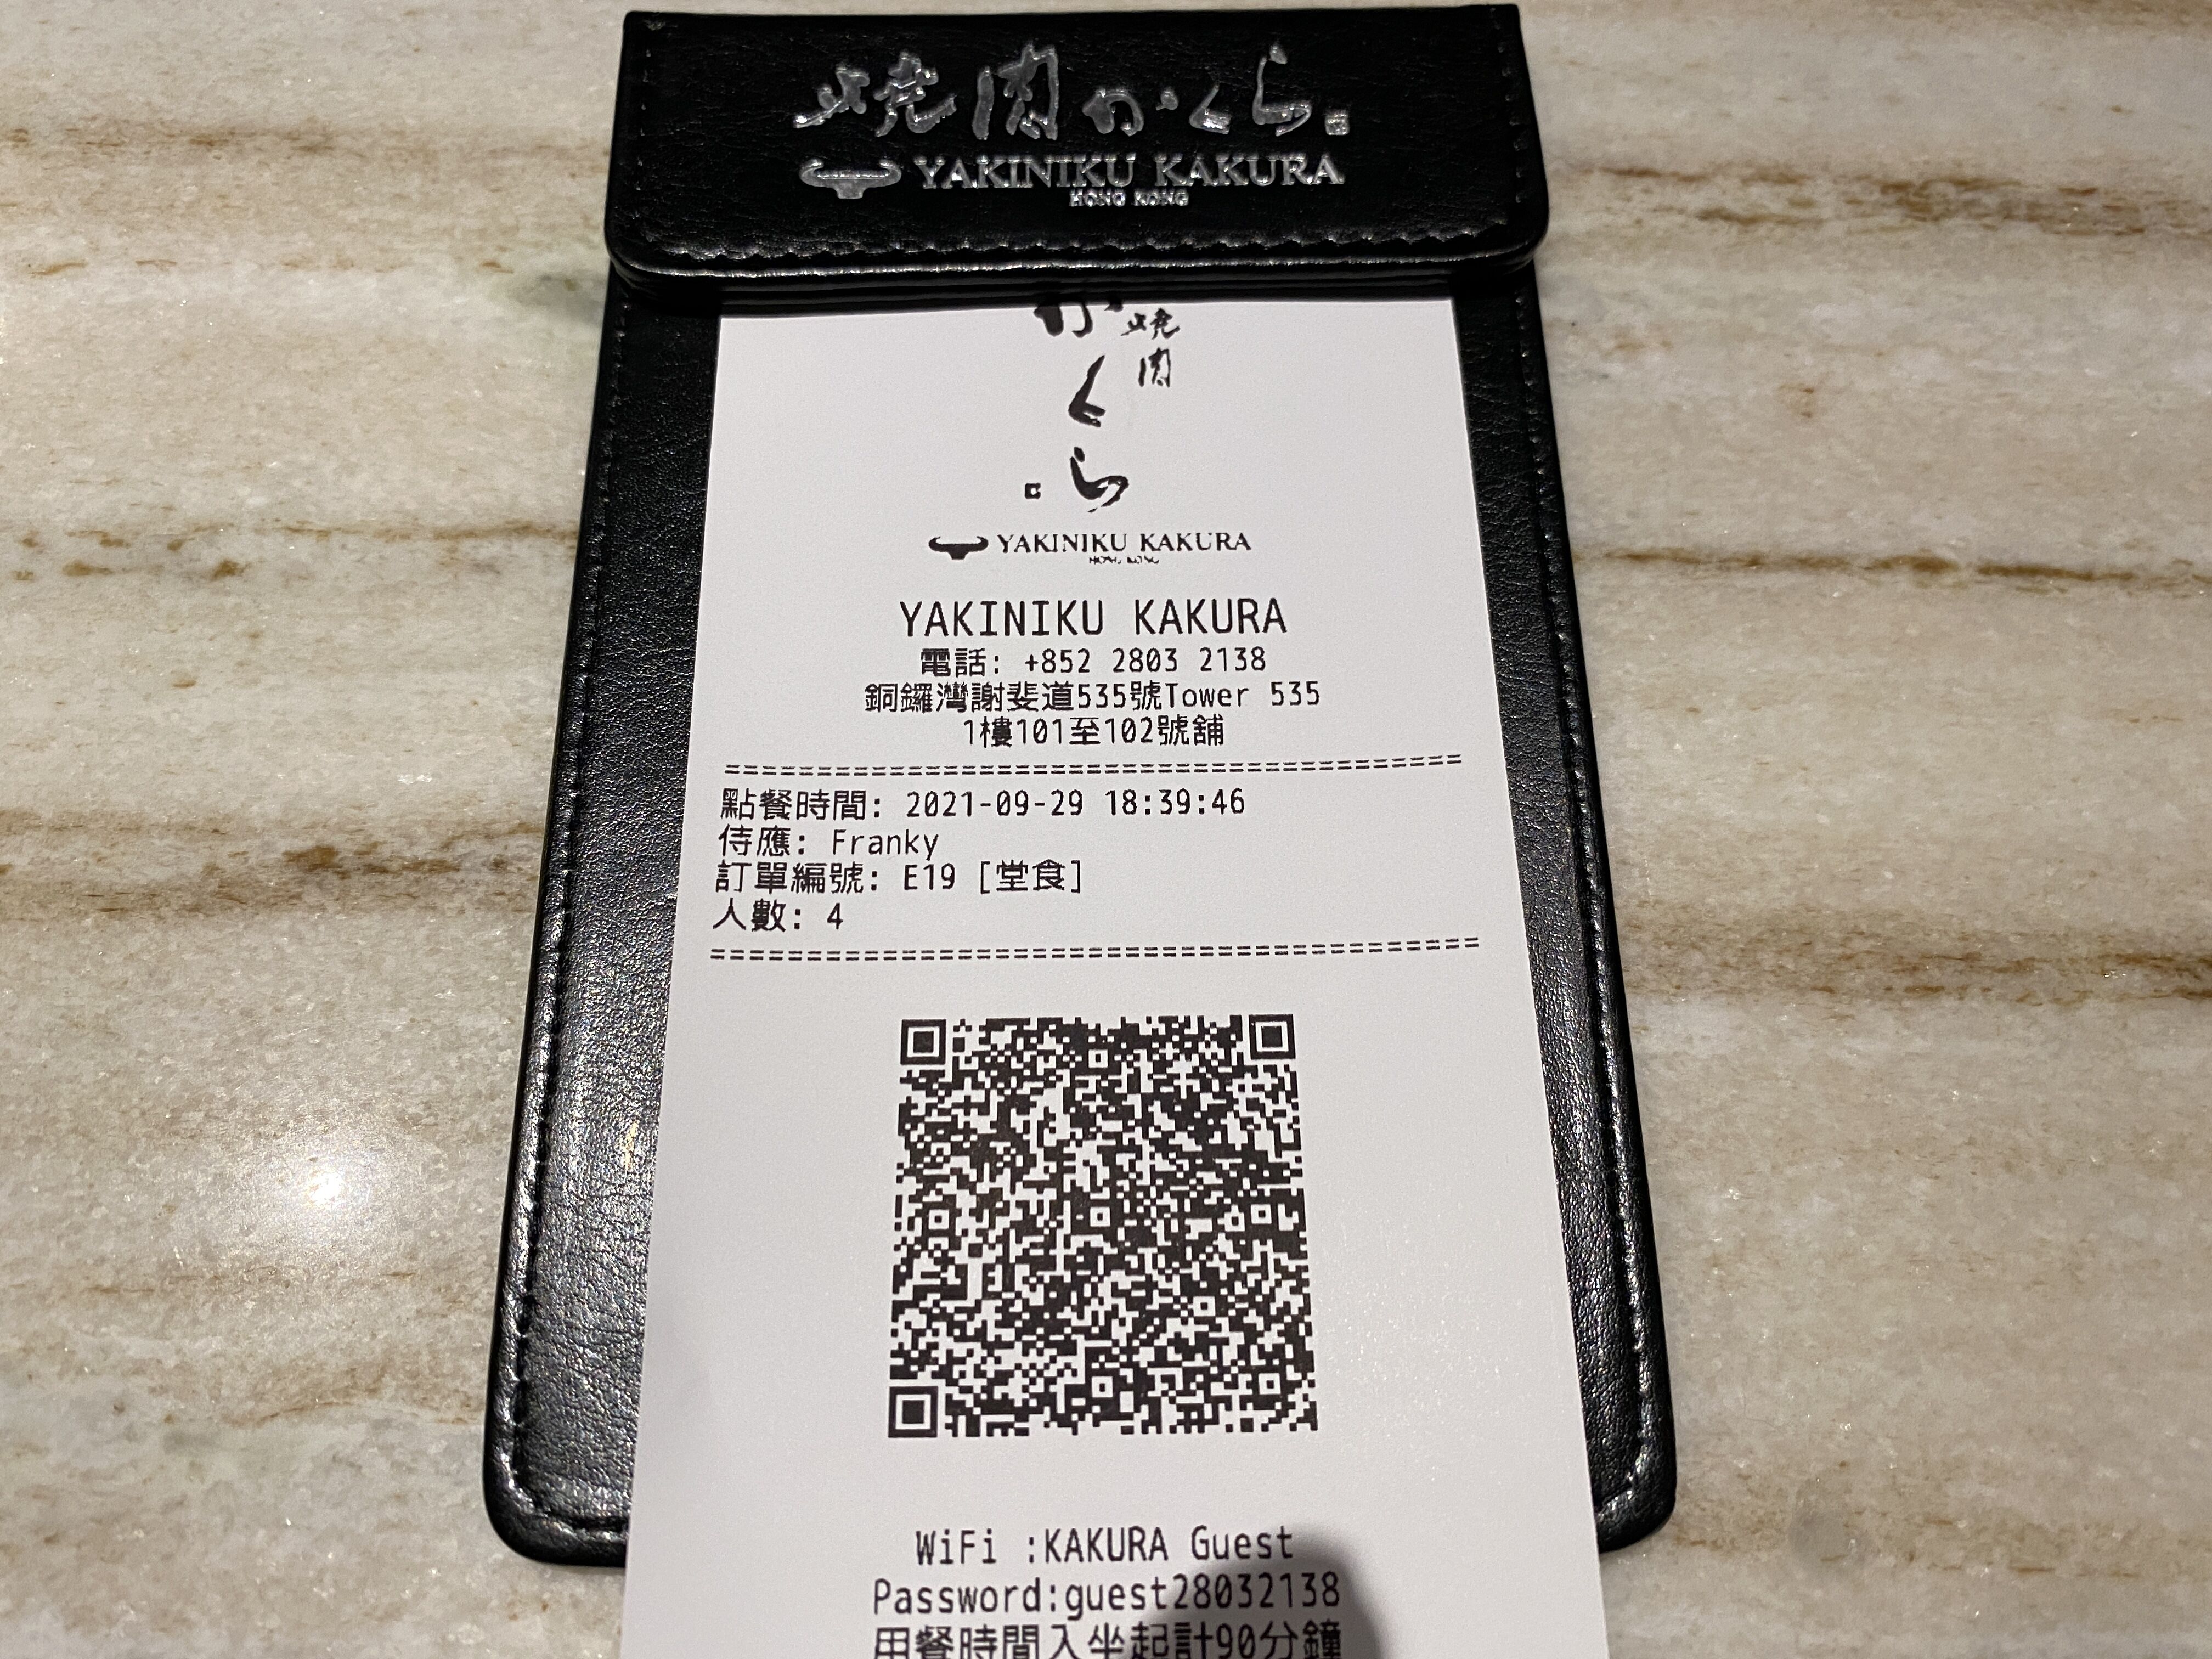 焼肉かくら
YAKINIKU KAKURA
HONG KONG
焼肉
かくら
YAKINIKU KAKURA
HONG KONG
YAKINIKU KAKURA
電話: +852 2803 2138
銅鑼灣謝斐道535號Tower 535
1樓101至102號舖
========================================
點餐時間: 2021-09-29 18:39:46
侍應: Franky
訂單編號: E19 [堂食]
人數: 4
========================================
WiFi :KAKURA Guest
Password:guest28032138
用餐時間入坐起計90分鐘